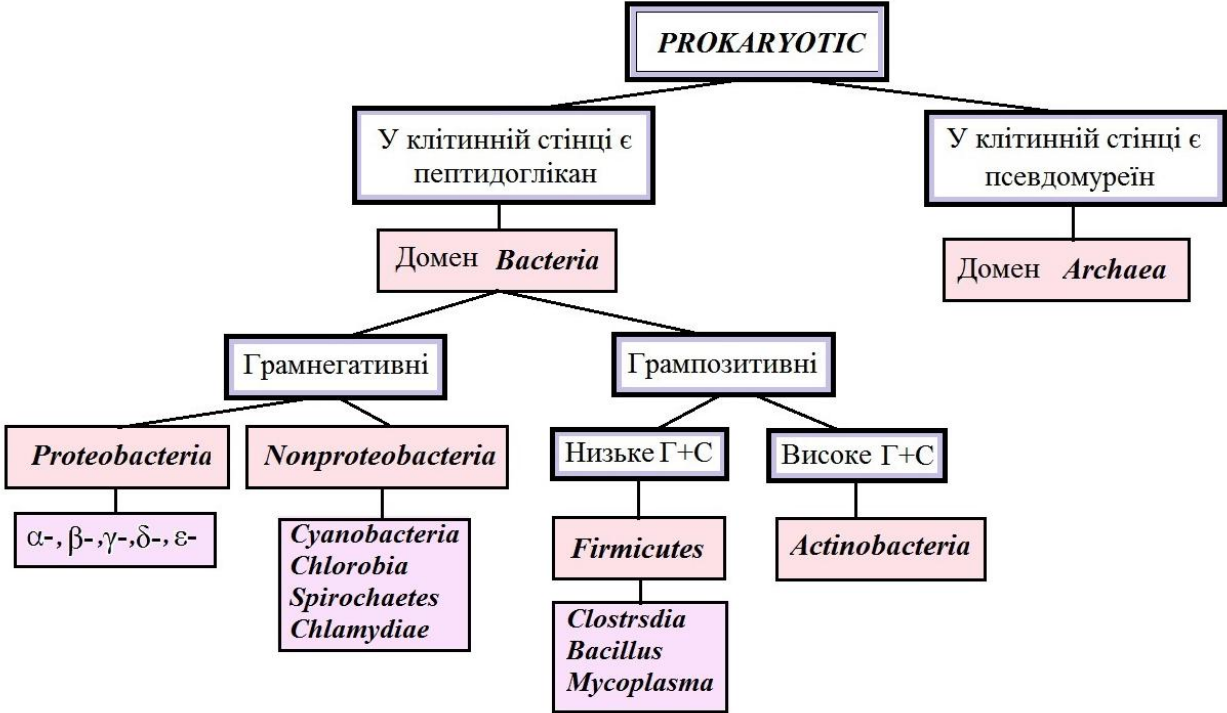 PROKARYOTIC
У клітинній стінці є
пептидоглікан
У клітинній стінці є
псевдомуреїн
Домен Bacteria
Домен Archaea
Грамнегативні
Грампозитивні
Proteobacteria
Nonproteobacteria
Низьке Г+С
Високе Г+С
α-, β-,γ-,δ-, ε-
Cyanobacteria
Chlorobia
Spirochaetes
Chlamydiae
Firmicutes
Actinobacteria
Clostrsdia
Bacillus
Mycoplasma